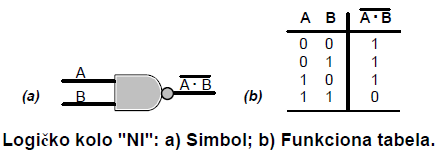 A B A · B
0 0 1
0 1 1
1 0 1
1 1 0
(a) A B A · B (b)
Logičko kolo "NI": a) Simbol; b) Funkciona tabela.